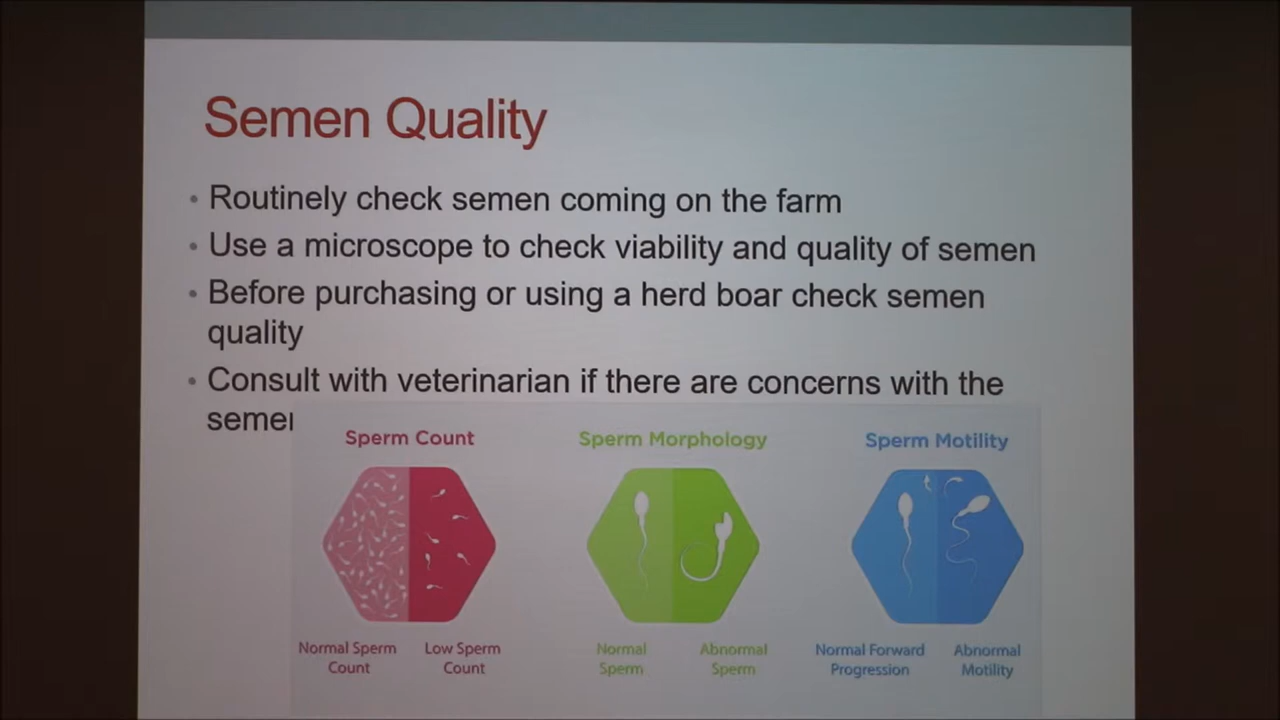 Semen Quality
• Routinely check semen coming on the farm
• Use a microscope to check viability and quality of semen
• Before purchasing or using a herd boar check semen
quality
• Consult with veterinarian if there are concerns with the
Sperm Count
Sperm Morphology
Sperm Motility
Normal Sperm
Count
Low Sperm
Count
Normal
Sperm
Abnormal
Sperm
Normal Forward
Progression
Abnormal
Motility